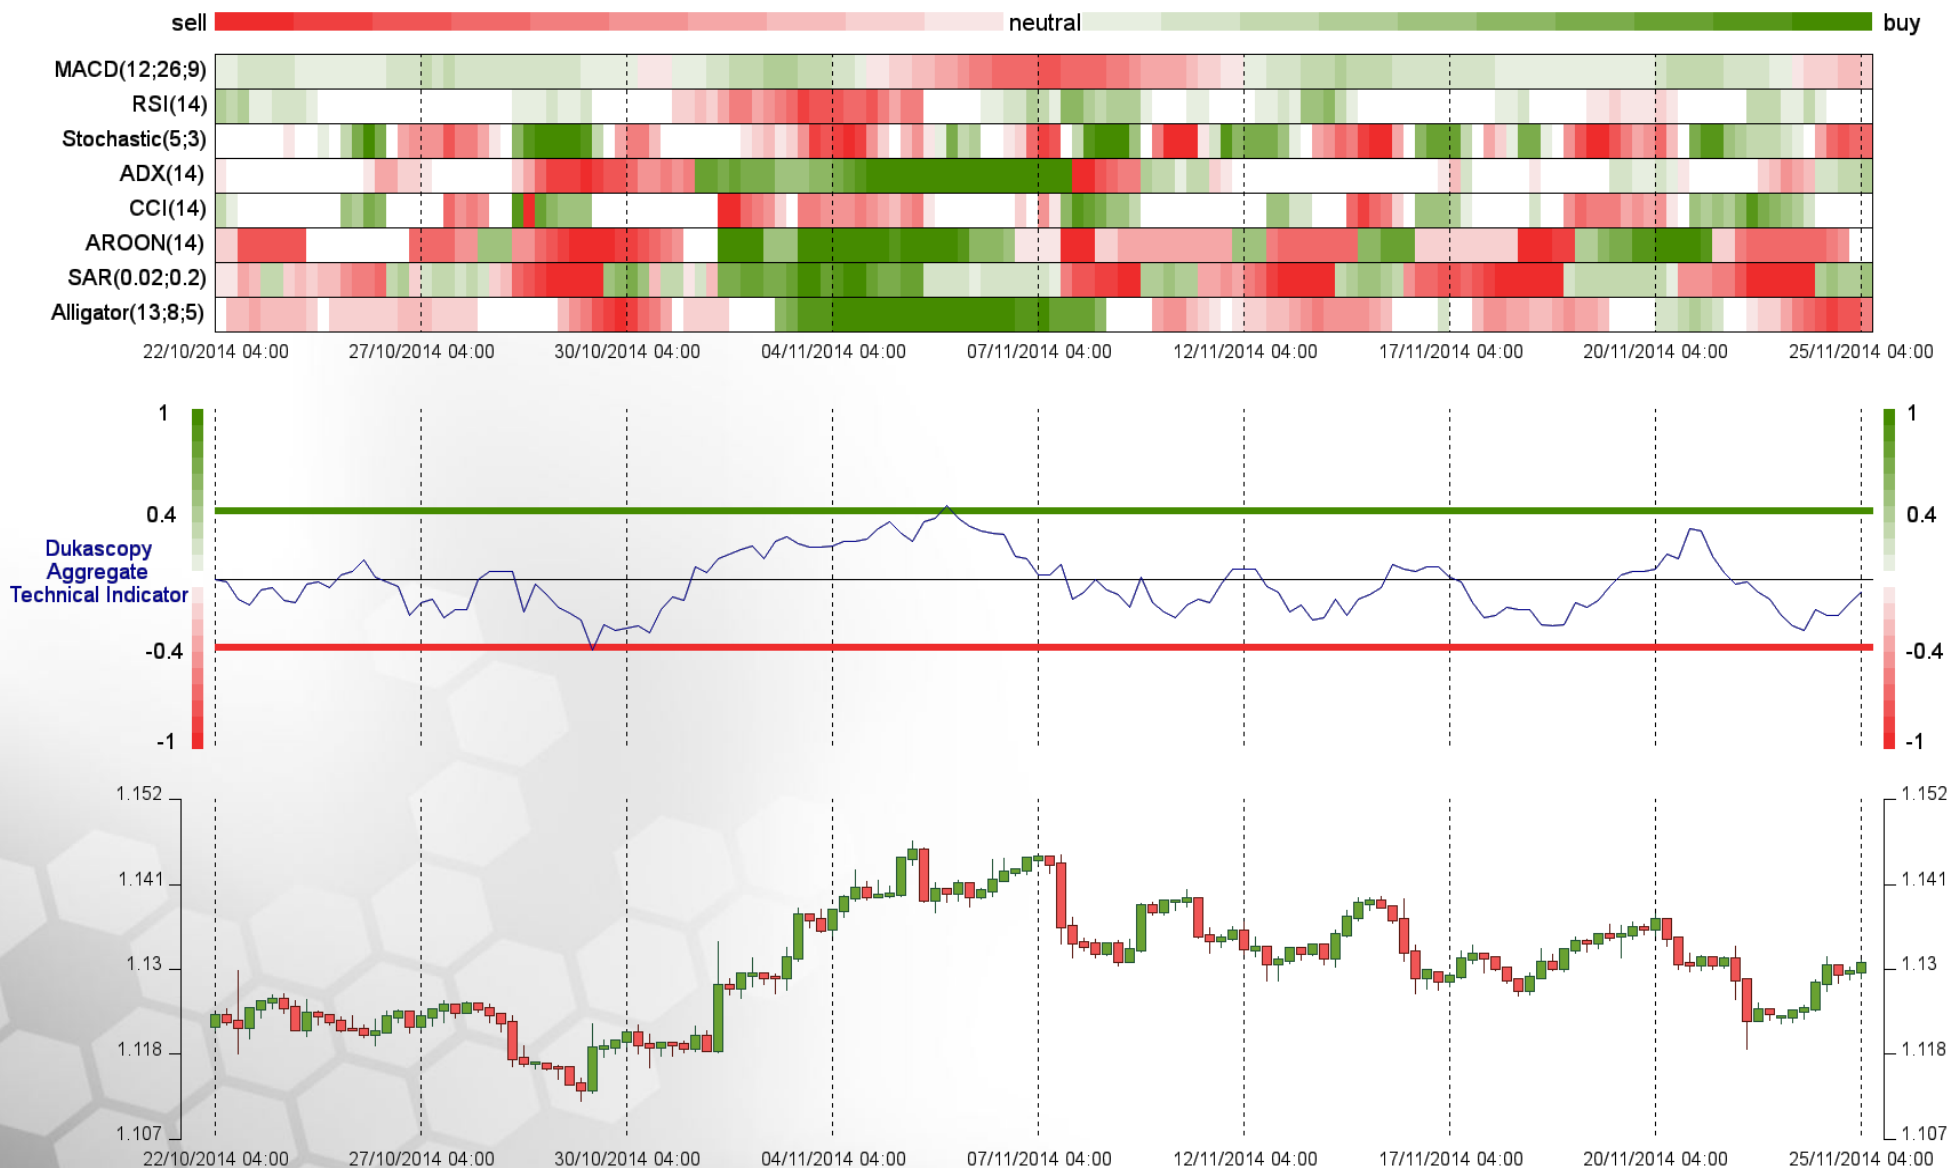 sell neutral buy
MACD(12;26;9)
RSI(14)
Stochastic(5;3)
ADX(14)
CCI(14)
AROON(14)
SAR(0.02;0.2)
Alligator(13;8;5)
22/10/2014 04:00 27/10/2014 04:00 30/10/2014 04:00 04/11/2014 04:00 07/11/2014 04:00 12/11/2014 04:00 17/11/2014 04:00 20/11/2014 04:00 25/11/2014 04:00
1 1
0.4 0.4
Dukascopy
Aggregate
Technical Indicator
-0.4 -0.4
-1 -1
1.152 1.152
1.141 1.141
1.13 1.13
1.118 1.118
1.107 1.107
22/10/2014 04:00 27/10/2014 04:00 30/10/2014 04:00 04/11/2014 04:00 07/11/2014 04:00 12/11/2014 04:00 17/11/2014 04:00 20/11/2014 04:00 25/11/2014 04:00